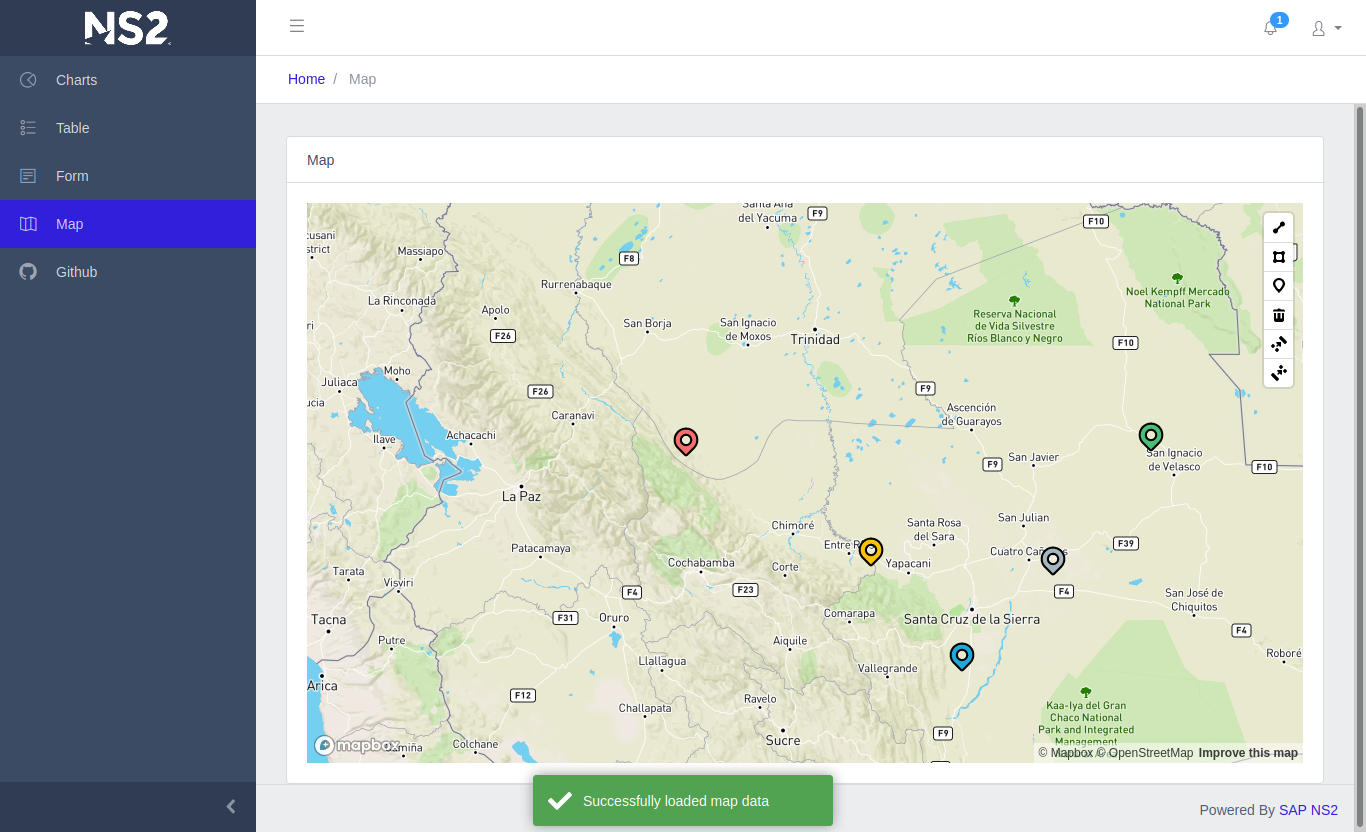 NS2
1
Charts
Table
Form
Map
Github
Home / Map
Map
Santa Ana
del Yacuma
F9
F10
cusani
strict
Massiapo
F8
Rurrenabaque
Noel Kempff Mercado
National Park
La Rinconada
Apolo
San Borja
San Ignacio
de Moxos
Trinidad
Reserva Nacional
de Vida Silvestre
Ríos Blanco y Negro
ri
F26
F10
Moho
Juliaca
F26
F9
ucia
Caranavi
Ascención
de Guarayos
Ilave
Achacachi
San Javier
San Ignacio
de Velasco
F9
F10
La Paz
Chimoré
Santa Rosa
del Sara
San Julian
Patacamaya
Entre
Cuatro
F39
Cochabamba
Corte
Yapacani
Tarata
Visviri
F4
F23
F4
San José de
Chiquitos
Tacna
F31
Oruro
Comarapa
Santa Cruz de la Sierra
F4
Putre
Aiquile
Llallagua
Vallegrande
Roboré
Arica
F12
Ravelo
Challapata
Kaa-Iya del Gran
Chaco National
Park and Integrated
Management
Colchane
Sucre
F9
mapbox
© Mapbox © OpenStreetMap Improve this map
Successfully loaded map data
Powered By SAP NS2